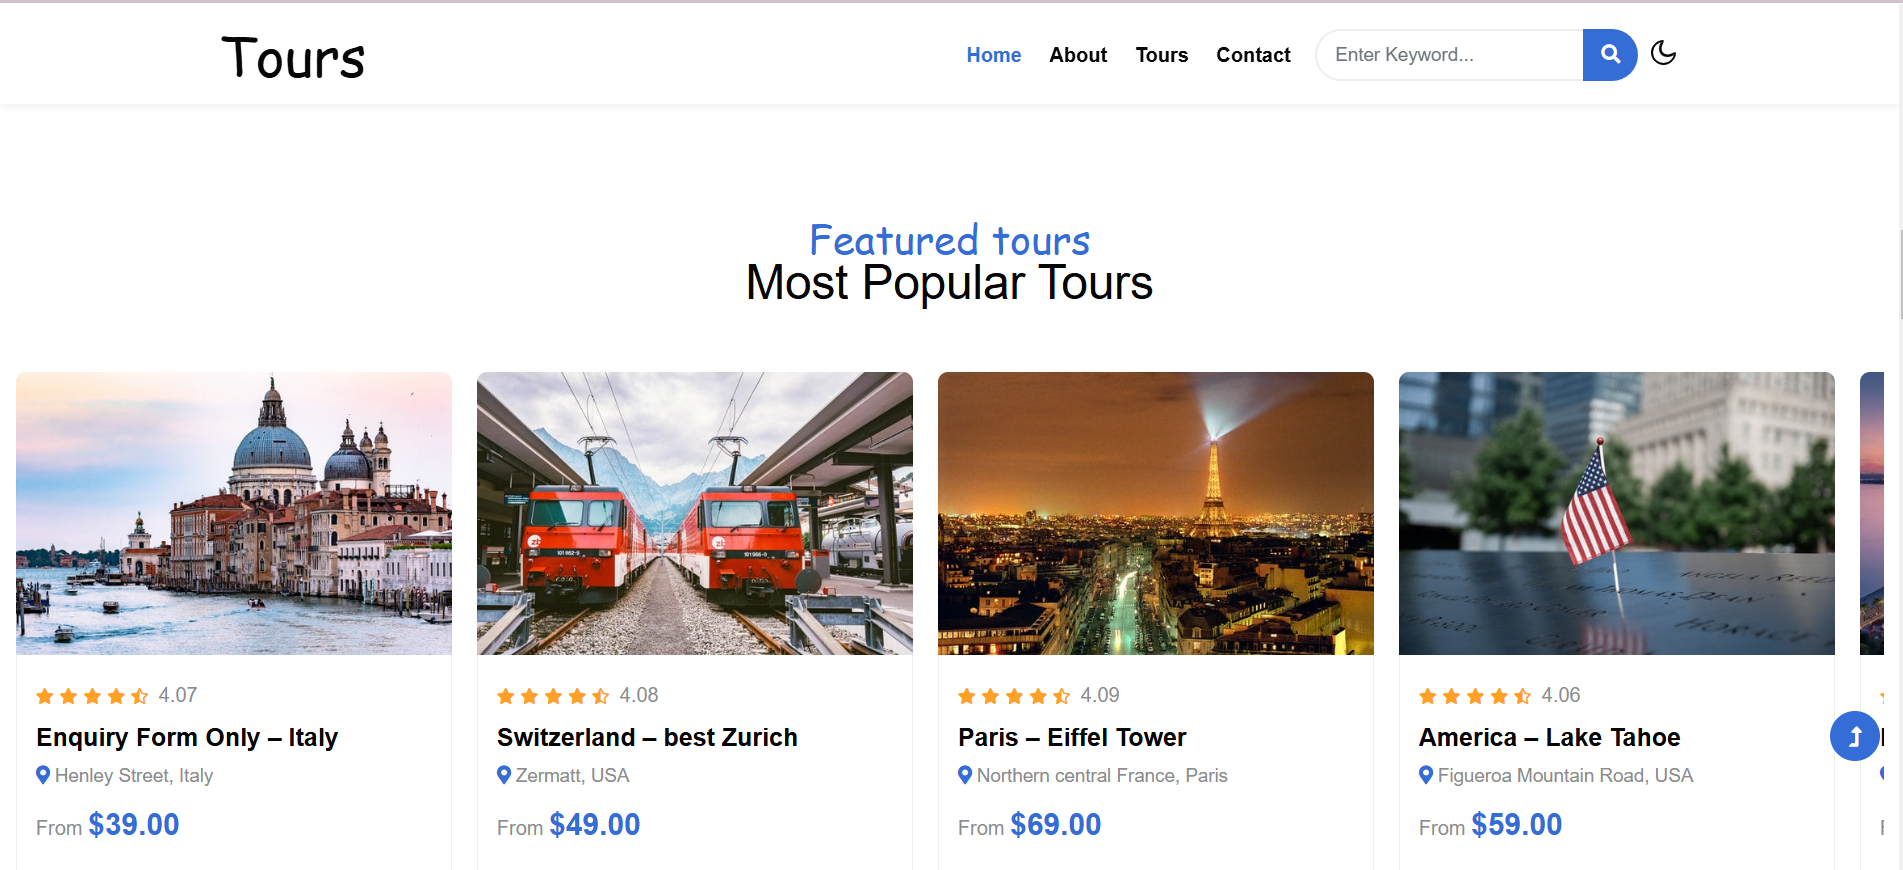 Tours
Home About Tours Contact Enter Keyword...
Featured tours
Most Popular Tours
4.07
Enquiry Form Only – Italy
Henley Street, Italy
From $39.00
4.08
Switzerland – best Zurich
Zermatt, USA
From $49.00
4.09
Paris – Eiffel Tower
Northern central France, Paris
From $69.00
4.06
America – Lake Tahoe
Figueroa Mountain Road, USA
From $59.00